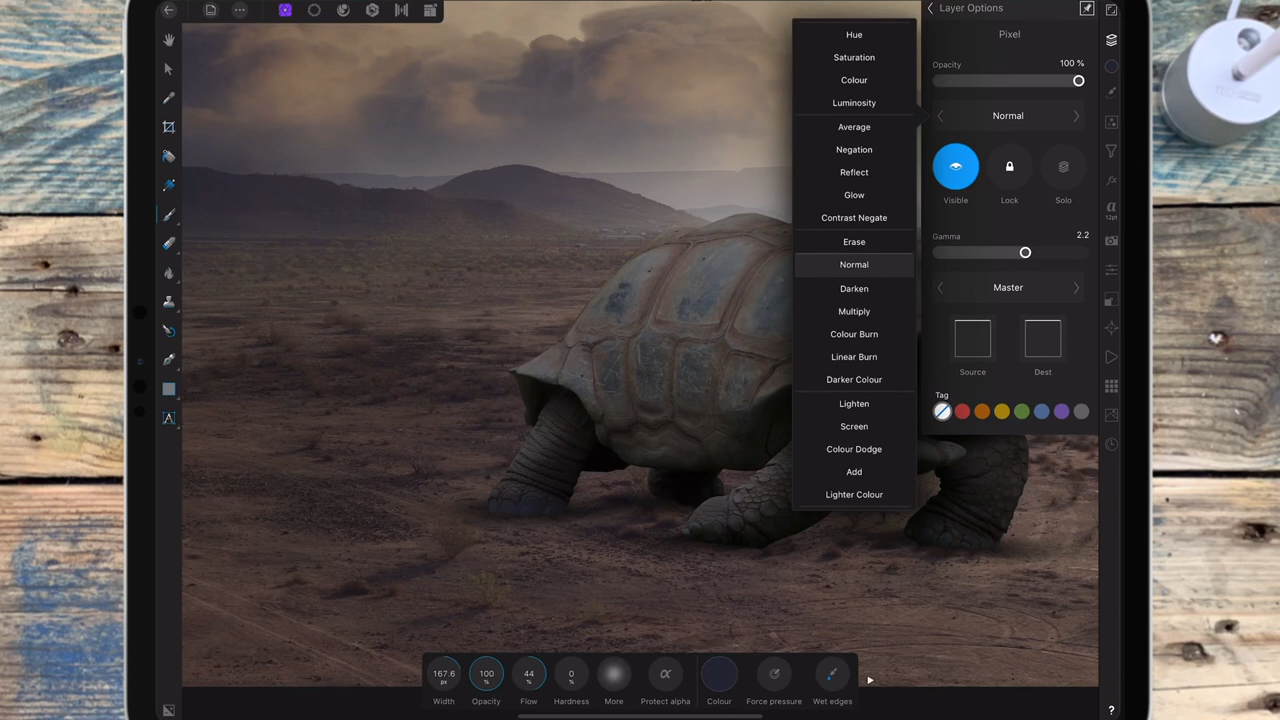 Layer Options
Pixel
Opacity
100 %
Normal
Visible
Lock
Solo
Gamma
2.2
Master
Source
Dest
Tag
Hue
Saturation
Colour
Luminosity
Average
Negation
Reflect
Glow
Contrast Negate
Erase
Normal
Darken
Multiply
Colour Burn
Linear Burn
Darker Colour
Lighten
Screen
Colour Dodge
Add
Lighter Colour
fx
a
12pt
A
167.6
px
Width
100
%
Opacity
44
%
Flow
0
%
Hardness
More
α
Protect alpha
Colour
Force pressure
Wet edges
?